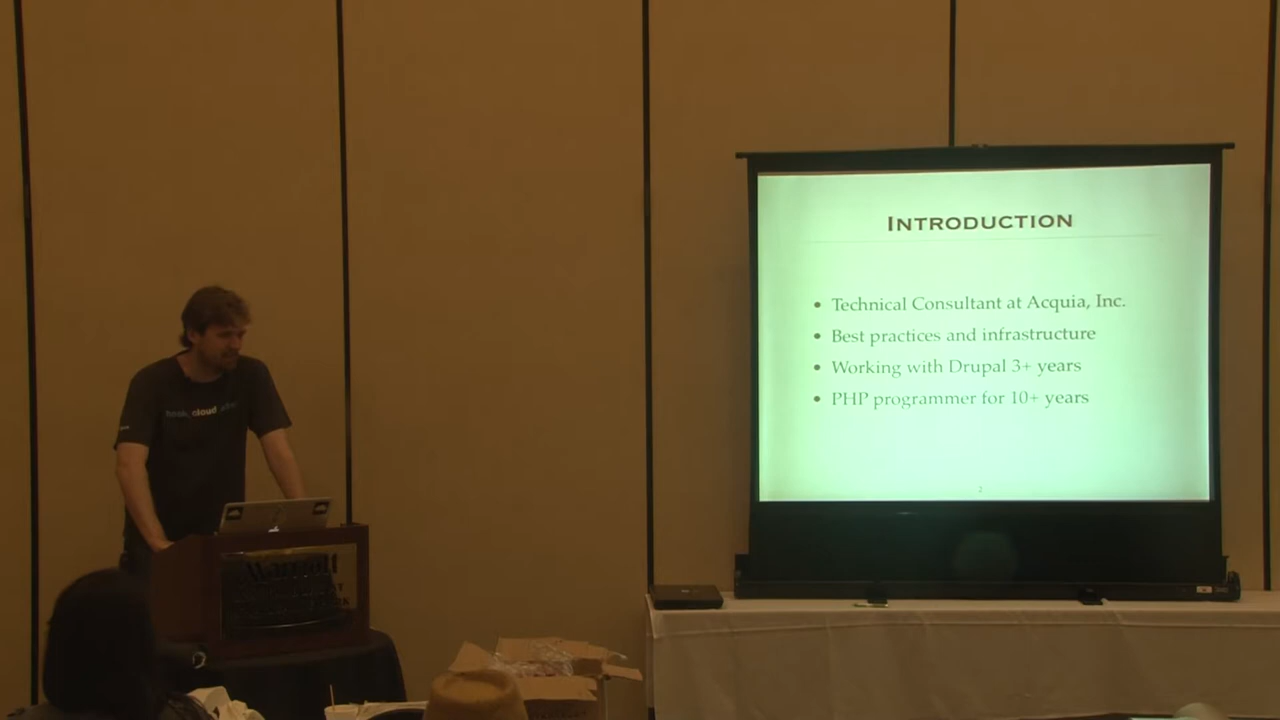 INTRODUCTION
• Technical Consultant at Acquia, Inc.
• Best practices and infrastructure
• Working with Drupal 3+ years
• PHP programmer for 10+ years
2
cloud
Marriott